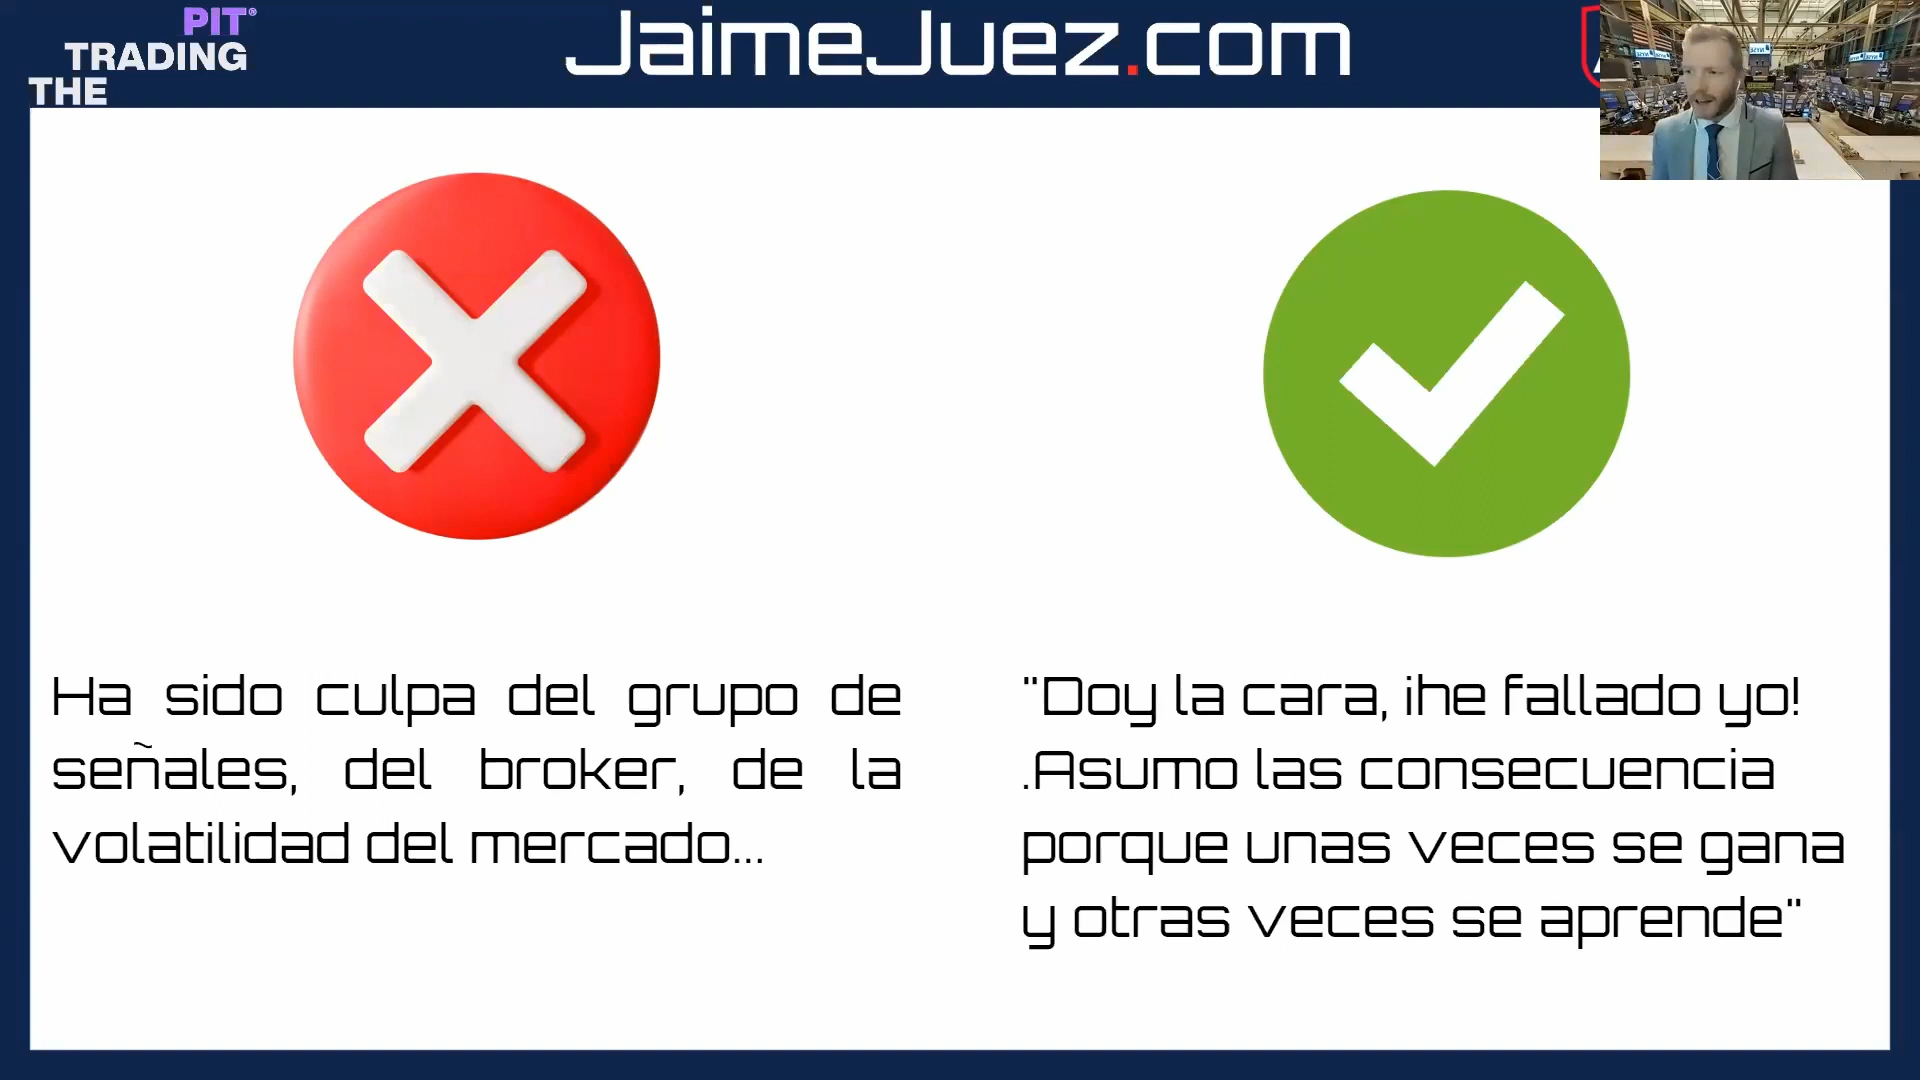 PIT®
TRADING
THE
JaimeJuez.com
Ha sido culpa del grupo de
señales, del broker, de la
volatilidad del mercado...
"Doy la cara, ¡he fallado yo!
.Asumo las consecuencia
porque unas veces se gana
y otras veces se aprende"